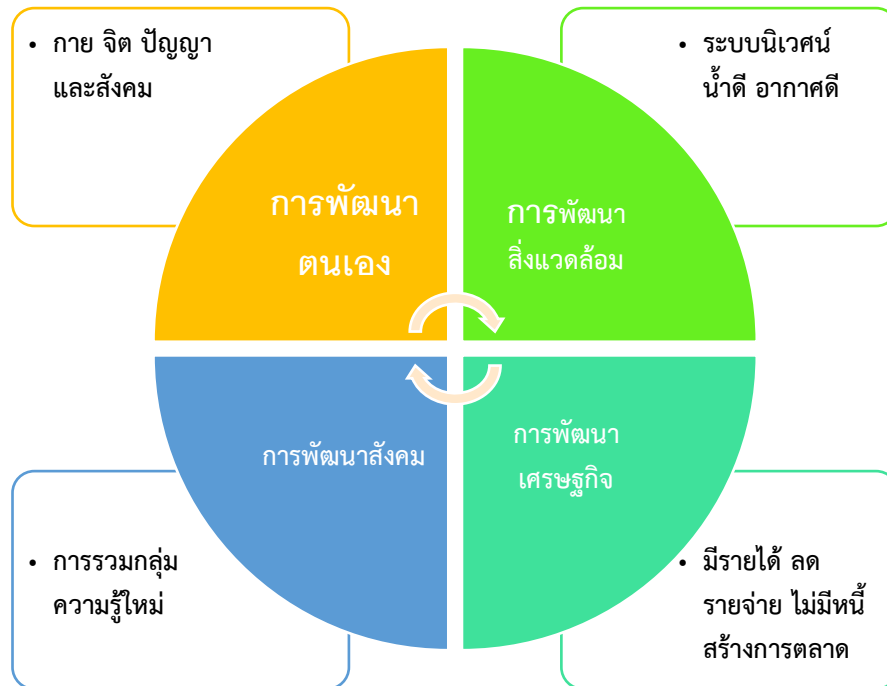 • กาย จิต ปัญญา
และสังคม
• ระบบนิเวศน์
น้ำดี อากาศดี
การพัฒนา
ตนเอง
การพัฒนา
สิ่งแวดล้อม
การพัฒนาสังคม
การพัฒนา
เศรษฐกิจ
• การรวมกลุ่ม
ความรู้ใหม่
• มีรายได้ ลด
รายจ่าย ไม่มีหนี้
สร้างการตลาด